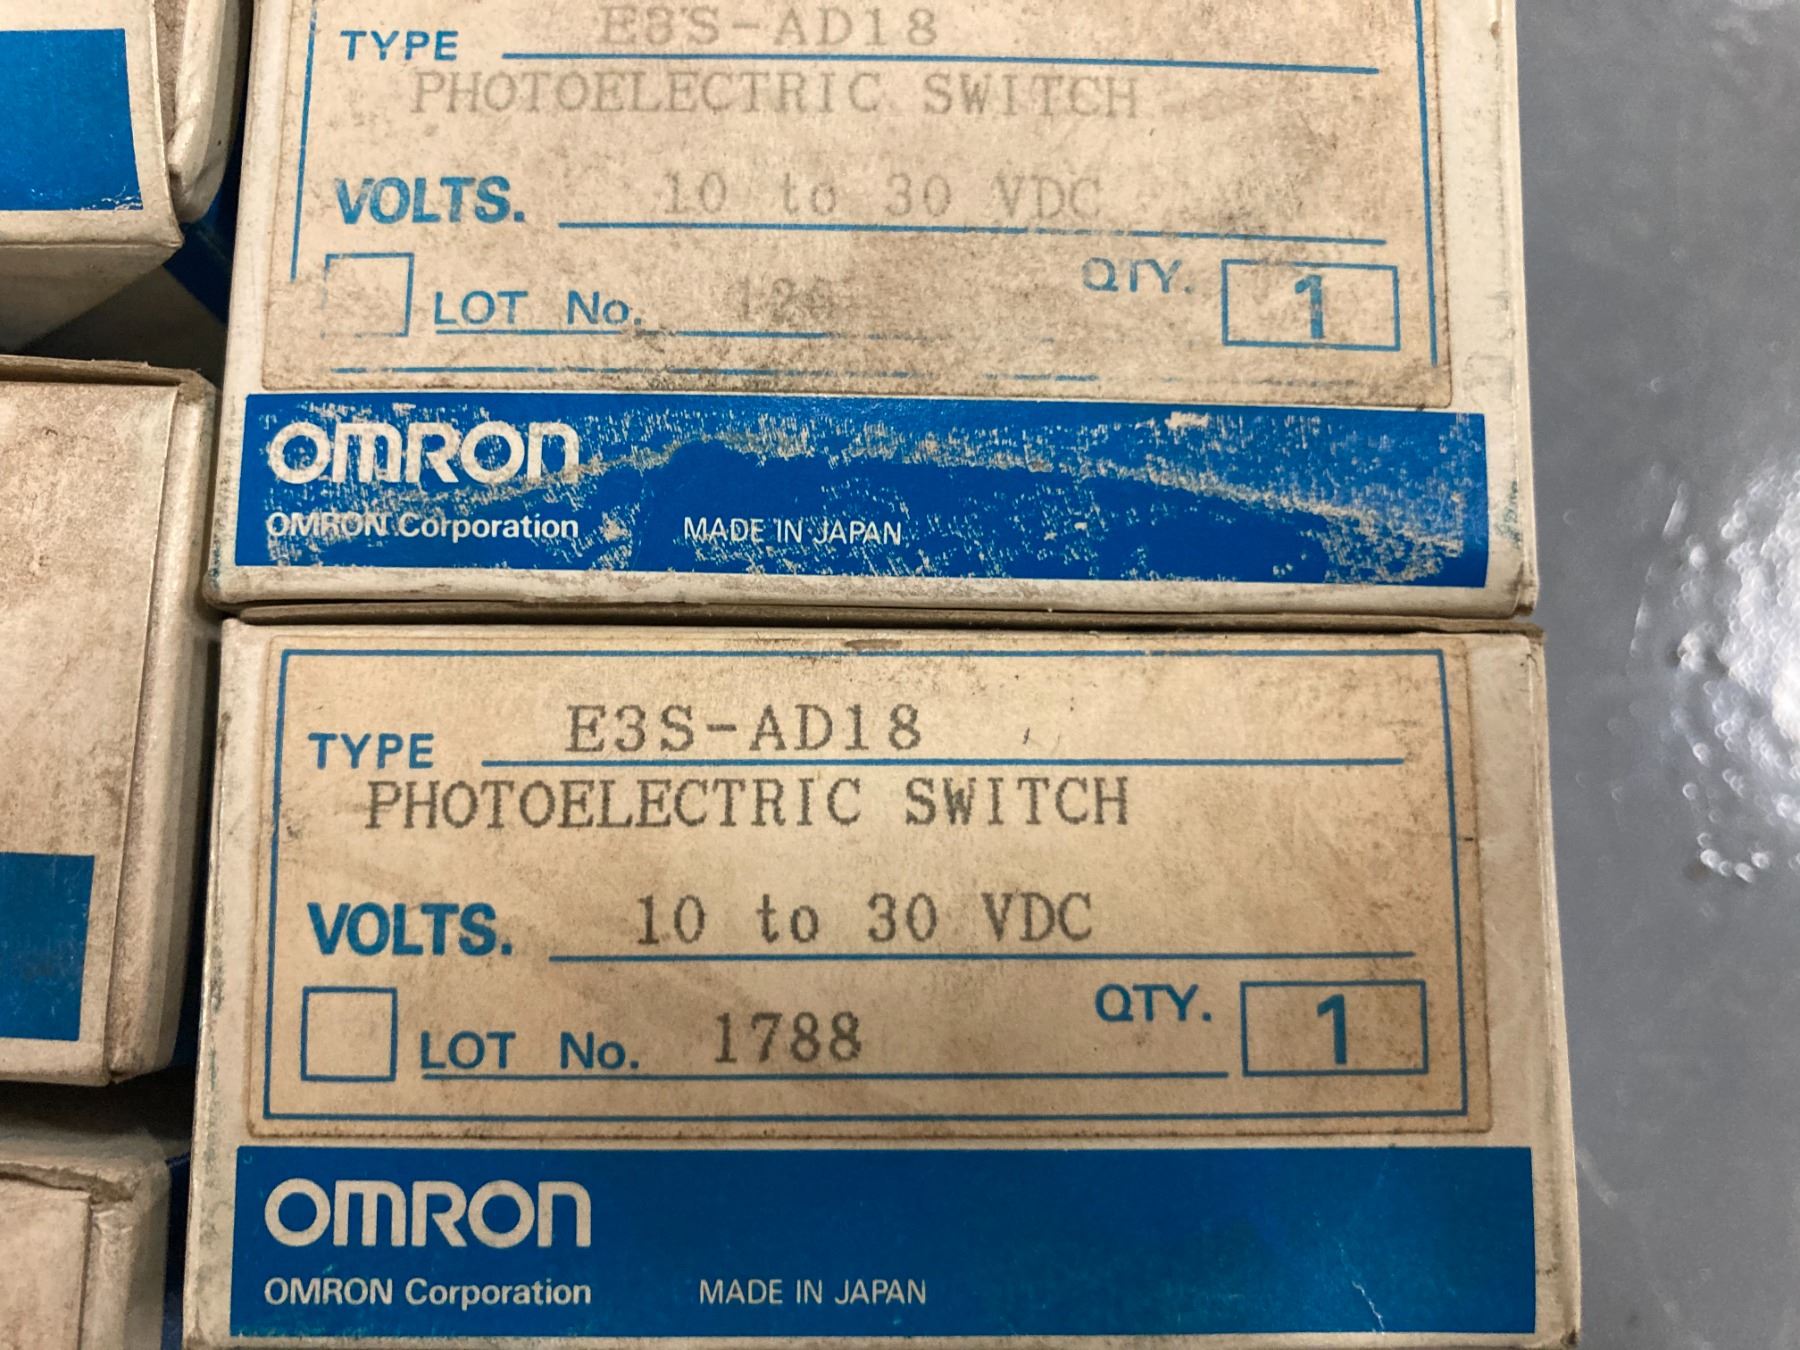 TYPE E3S-AD18
PHOTOELECTRIC SWITCH
VOLTS. 10 to 30 VDC
LOT No. QTY. 1
OMRON
OMRON Corporation MADE IN JAPAN
TYPE E3S-AD18
PHOTOELECTRIC SWITCH
VOLTS. 10 to 30 VDC
LOT No. 1788 QTY. 1
OMRON
OMRON Corporation MADE IN JAPAN